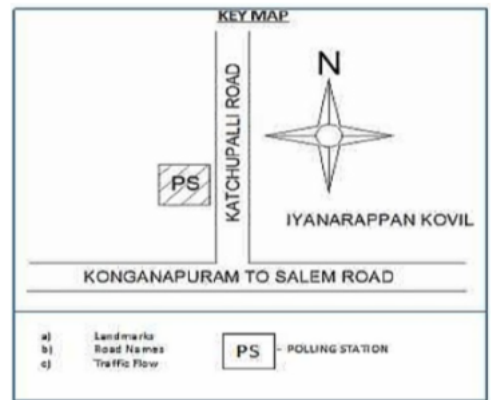 KEY MAP
N
KATCHUPALLI ROAD
PS
IYANARAPPAN KOVIL
KONGANAPURAM TO SALEM ROAD
a) Landmarks
b) Road Names
c) Traffic Flow
PS - POLLING STATION